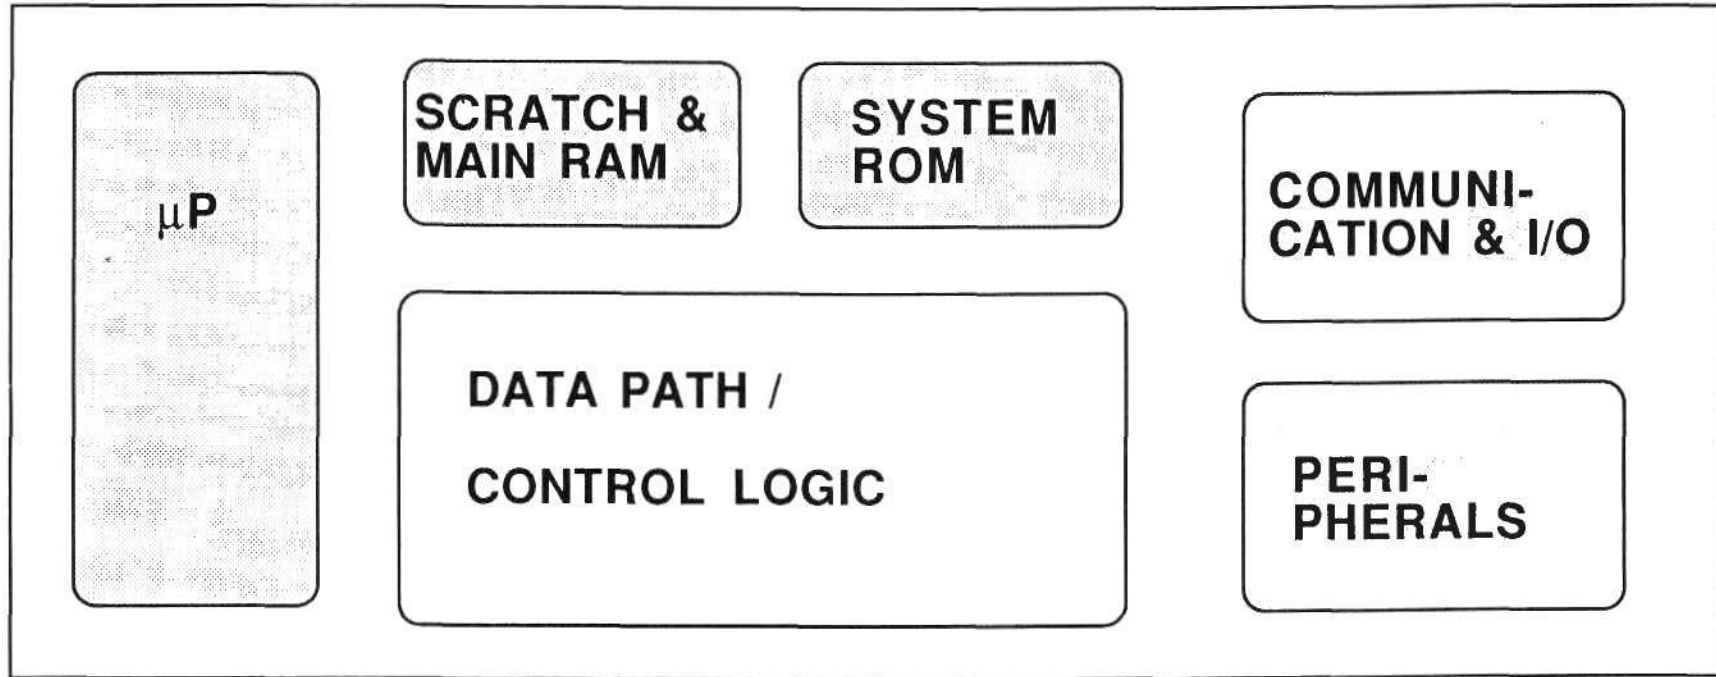 μP
SCRATCH &
MAIN RAM
SYSTEM
ROM
COMMUNI-
CATION & I/O
DATA PATH /
CONTROL LOGIC
PERI-
PHERALS